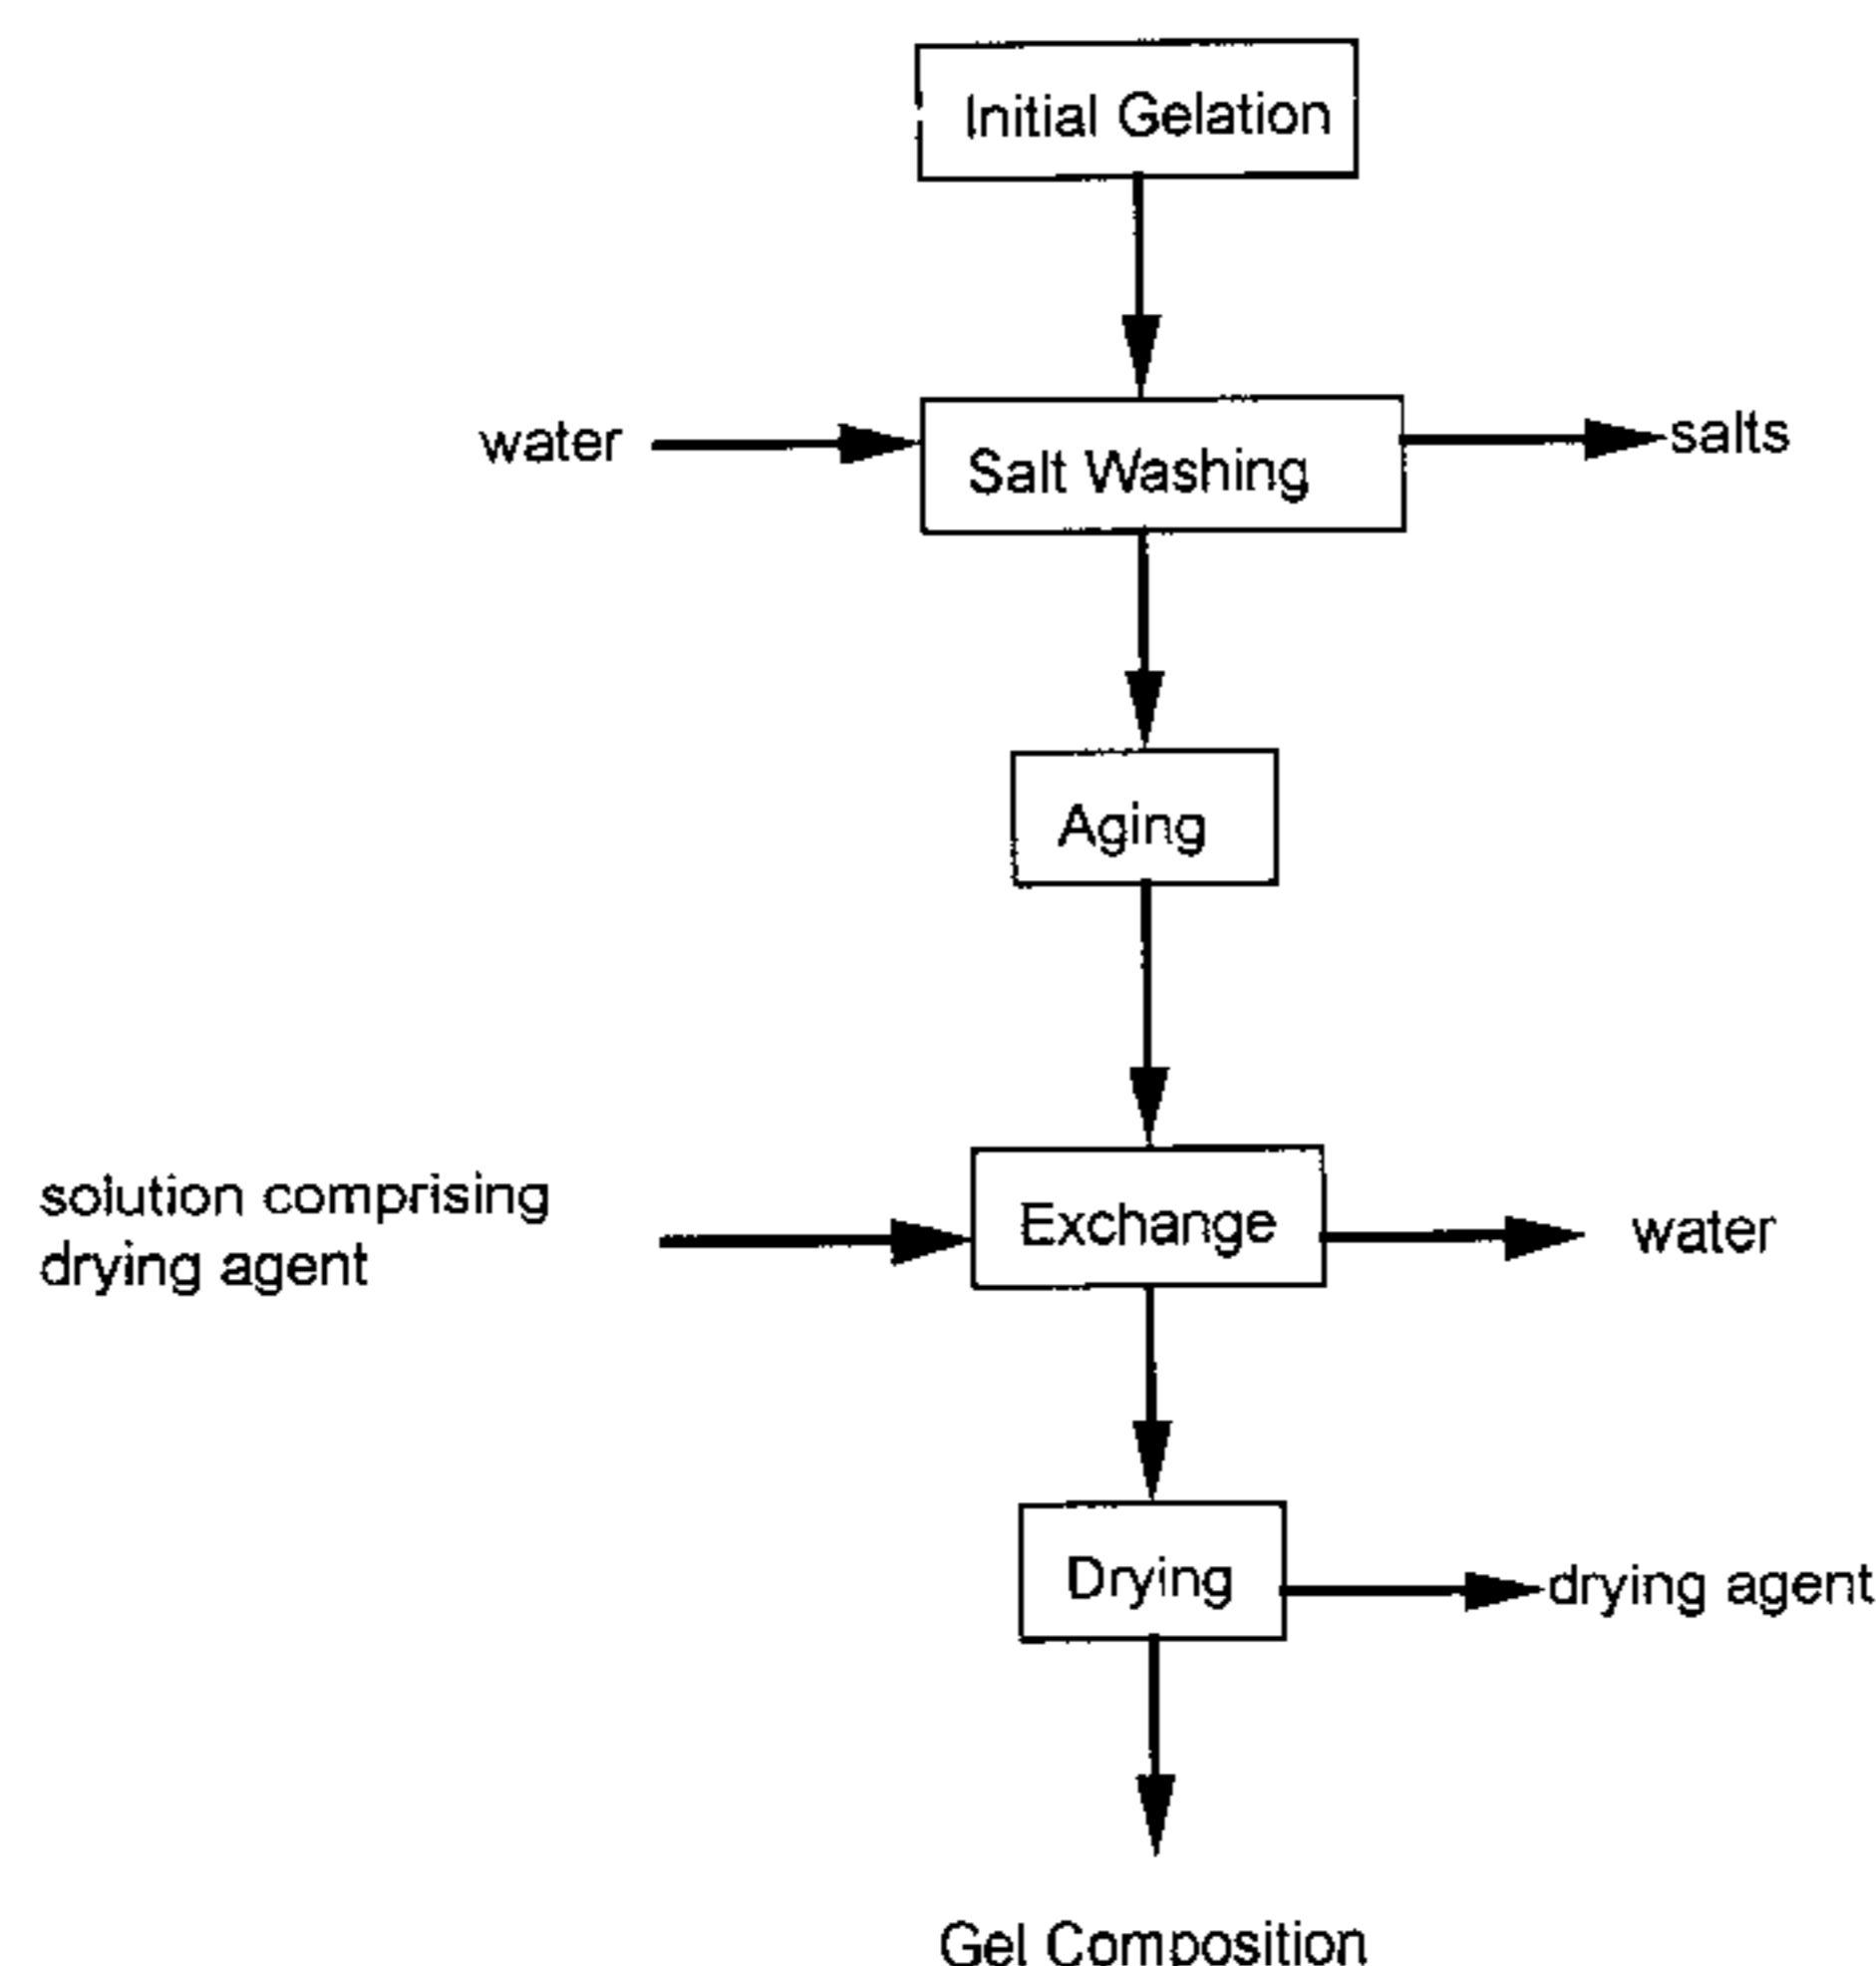 Initial Gelation
water
Salt Washing
salts
Aging
solution comprising
drying agent
Exchange
water
Drying
drying agent
Gel Composition